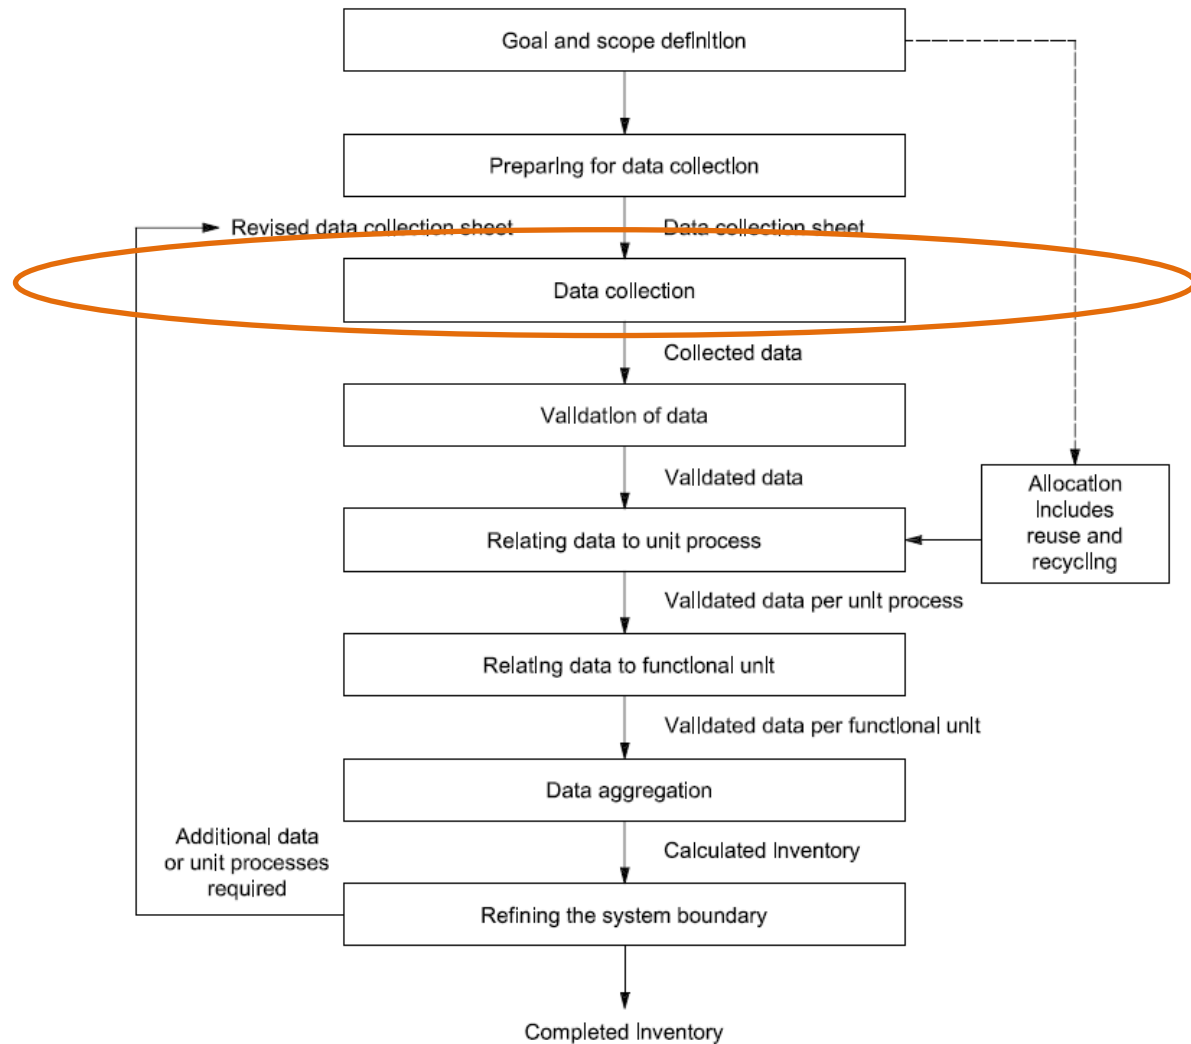 Goal and scope definition
Preparing for data collection
Revised data collection sheet
Data collection sheet
Data collection
Collected data
Validation of data
Validated data
Allocation
includes
reuse and
recycling
Relating data to unit process
Validated data per unit process
Relating data to functional unit
Validated data per functional unit
Data aggregation
Additional data
or unit processes
required
Calculated inventory
Refining the system boundary
Completed inventory